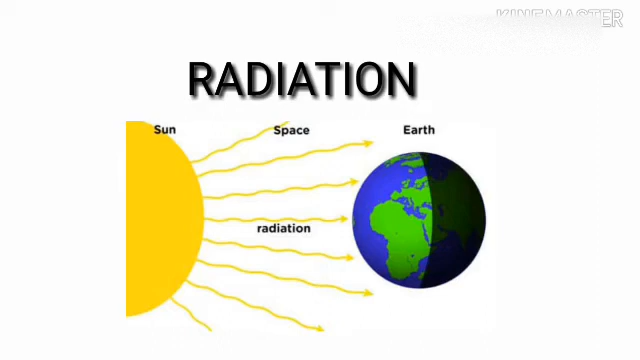 KINEMASTER
RADIATION
Sun Space Earth
radiation